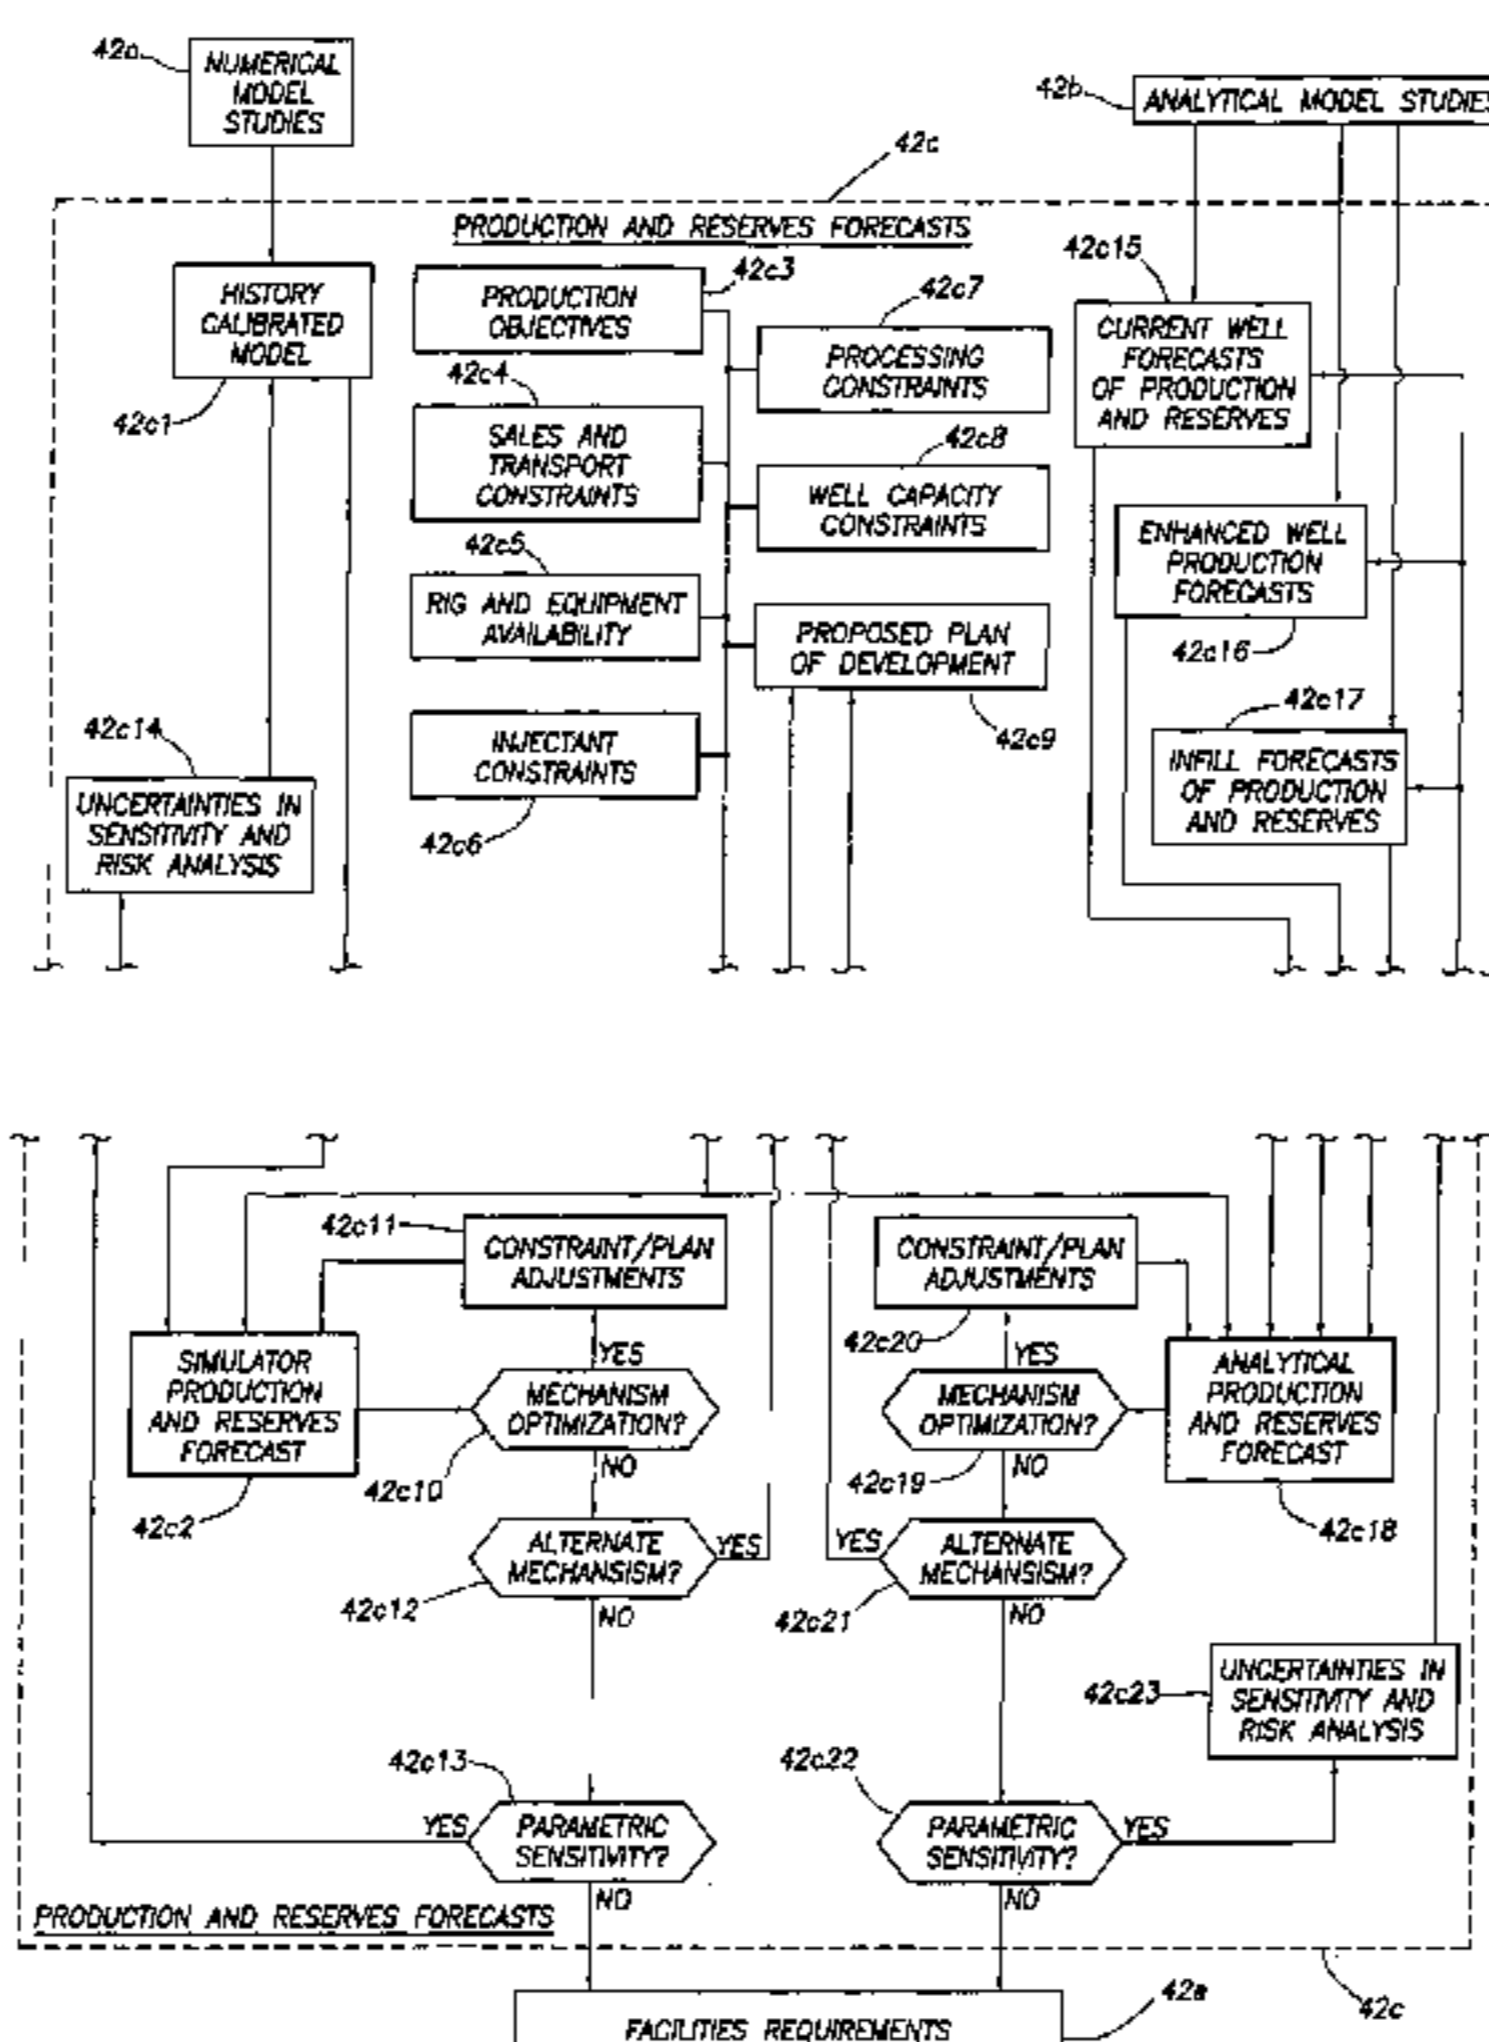 42a
NUMERICAL
MODEL
STUDIES
42b
ANALYTICAL MODEL STUDIES
42c
PRODUCTION AND RESERVES FORECASTS
HISTORY
CALIBRATED
MODEL
42c1
PRODUCTION
OBJECTIVES
42c3
42c7
PROCESSING
CONSTRAINTS
42c15
CURRENT WELL
FORECASTS
OF PRODUCTION
AND RESERVES
42c4
SALES AND
TRANSPORT
CONSTRAINTS
42c8
WELL CAPACITY
CONSTRAINTS
ENHANCED WELL
PRODUCTION
FORECASTS
42c16
42c5
RIG AND EQUIPMENT
AVAILABILITY
PROPOSED PLAN
OF DEVELOPMENT
42c9
42c17
INFILL FORECASTS
OF PRODUCTION
AND RESERVES
42c14
UNCERTAINTIES IN
SENSITIVITY AND
RISK ANALYSIS
INJECTANT
CONSTRAINTS
42c6
42c11
CONSTRAINT/PLAN
ADJUSTMENTS
CONSTRAINT/PLAN
ADJUSTMENTS
42c20
SIMULATOR
PRODUCTION
AND RESERVES
FORECAST
42c2
YES
MECHANISM
OPTIMIZATION?
42c10
NO
YES
MECHANISM
OPTIMIZATION?
42c19
NO
ANALYTICAL
PRODUCTION
AND RESERVES
FORECAST
42c18
ALTERNATE
MECHANSISM?
YES
42c12
NO
YES
ALTERNATE
MECHANSISM?
42c21
NO
42c23
UNCERTAINTIES IN
SENSITIVITY AND
RISK ANALYSIS
42c13
YES
PARAMETRIC
SENSITIVITY?
NO
42c22
PARAMETRIC
SENSITIVITY?
YES
NO
PRODUCTION AND RESERVES FORECASTS
42c
FACILITIES REQUIREMENTS